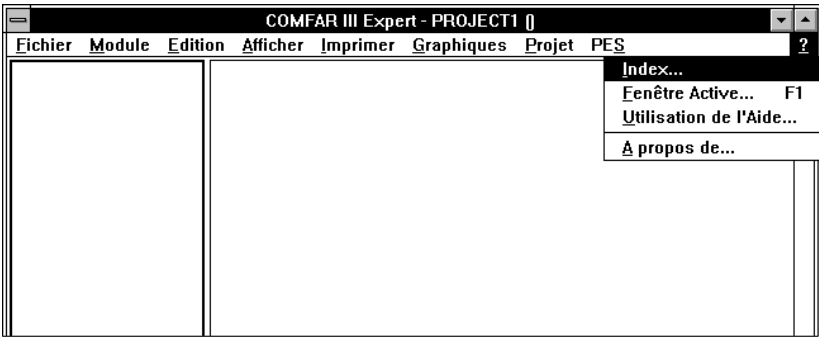 COMFAR III Expert - PROJECT1 ()
Fichier Module Edition Afficher Imprimer Graphiques Projet PES ?
Index...
Fenêtre Active... F1
Utilisation de l'Aide...
A propos de...